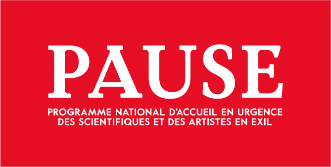 PAUSE
PROGRAMME NATIONAL D'ACCUEIL EN URGENCE
DES SCIENTIFIQUES ET DES ARTISTES EN EXIL